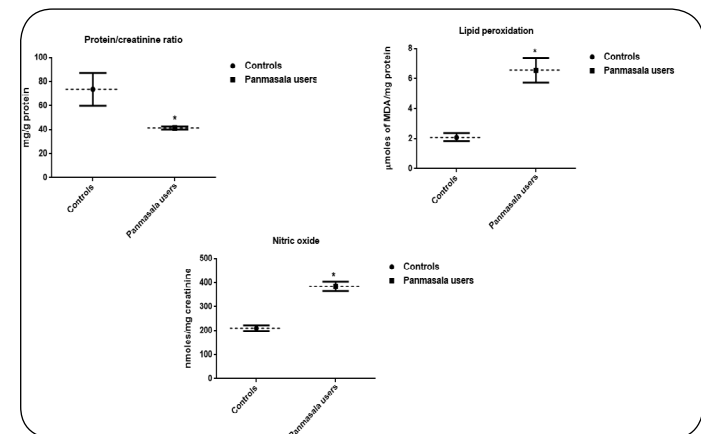 Protein/creatinine ratio
100
80
60
40
20
0
mg/g protein
*
Controls
Panmasala users
Controls
Panmasala users
Lipid peroxidation
8
6
4
2
0
µmoles of MDA/mg protein
*
Controls
Panmasala users
Controls
Panmasala users
Nitric oxide
500
400
300
200
100
0
nmoles/mg creatinine
*
Controls
Panmasala users
Controls
Panmasala users